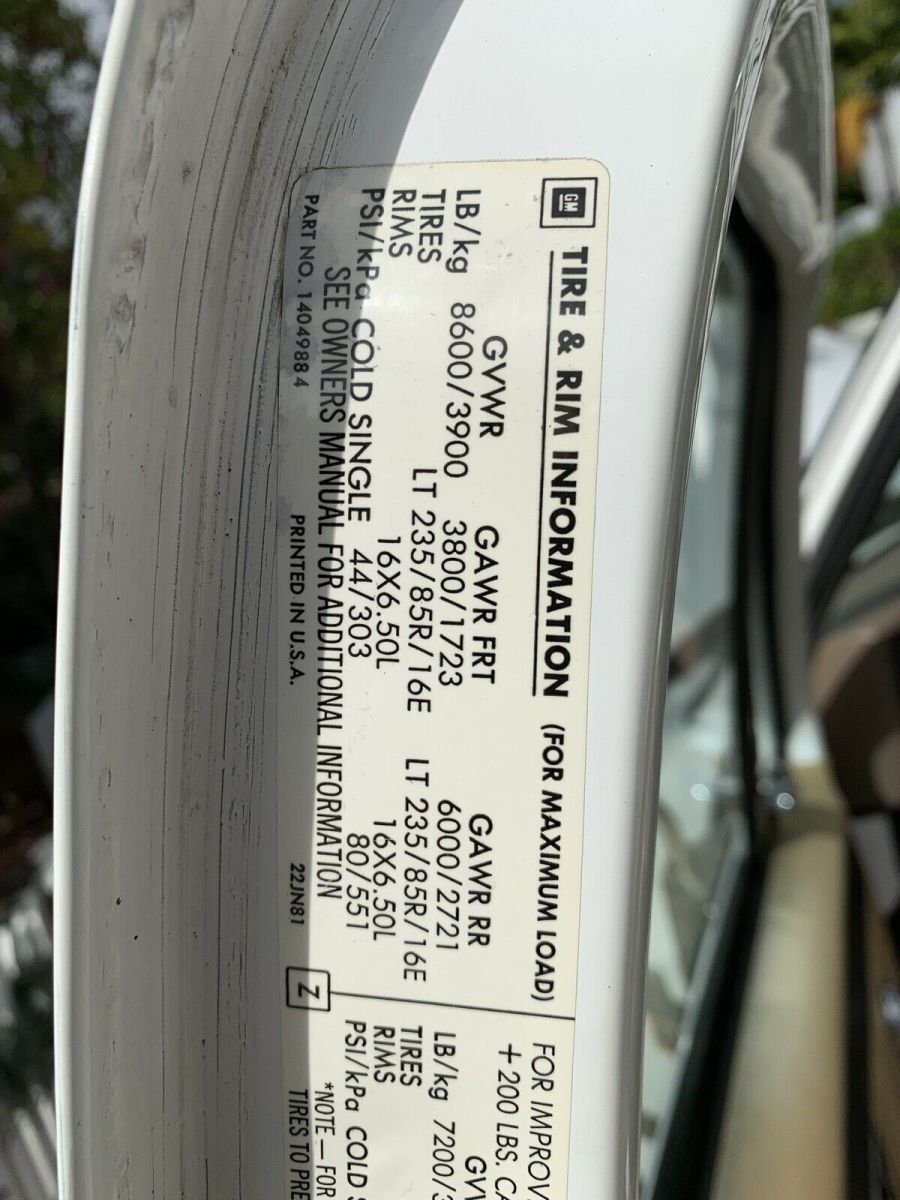 GM TIRE & RIM INFORMATION (FOR MAXIMUM LOAD)
GVWR GAWR FRT GAWR RR
LB/kg 8600/3900 3800/1723 6000/2721
TIRES LT 235/85R/16E LT 235/85R/16E
RIMS 16X6.50L 16X6.50L
PSI/kPa COLD SINGLE 44/303 80/551
SEE OWNERS MANUAL FOR ADDITIONAL INFORMATION
PART NO. 14049884 PRINTED IN U.S.A. 22JN81 Z
FOR IMPROV
+ 200 LBS. CA
GVW
LB/kg 7200/3
TIRES
RIMS
PSI/kPa COLD S
*NOTE — FOR
TIRES TO PRE